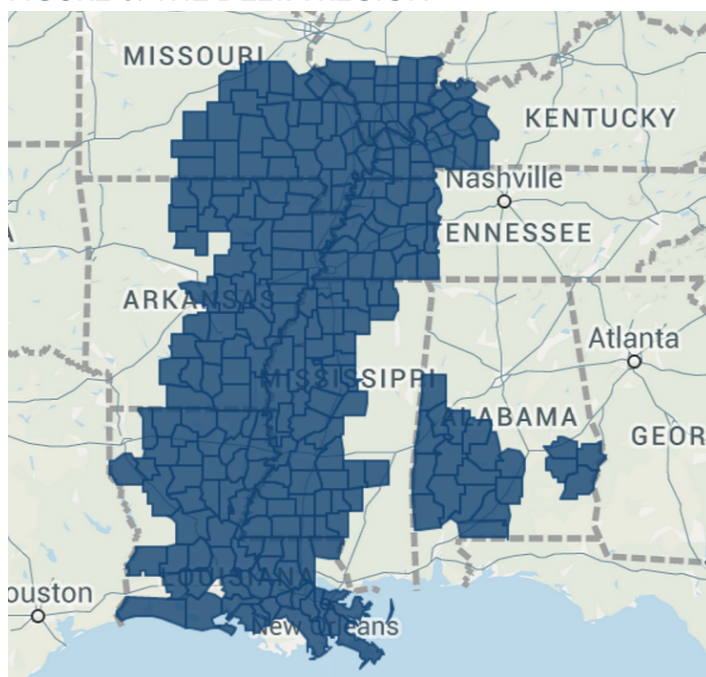 MISSOURI
KENTUCKY
Nashville
ENNESSEE
ARKANSAS
Atlanta
MISSISSIPPI
ALABAMA
GEOR
LOUISIANA
ouston
New Orleans